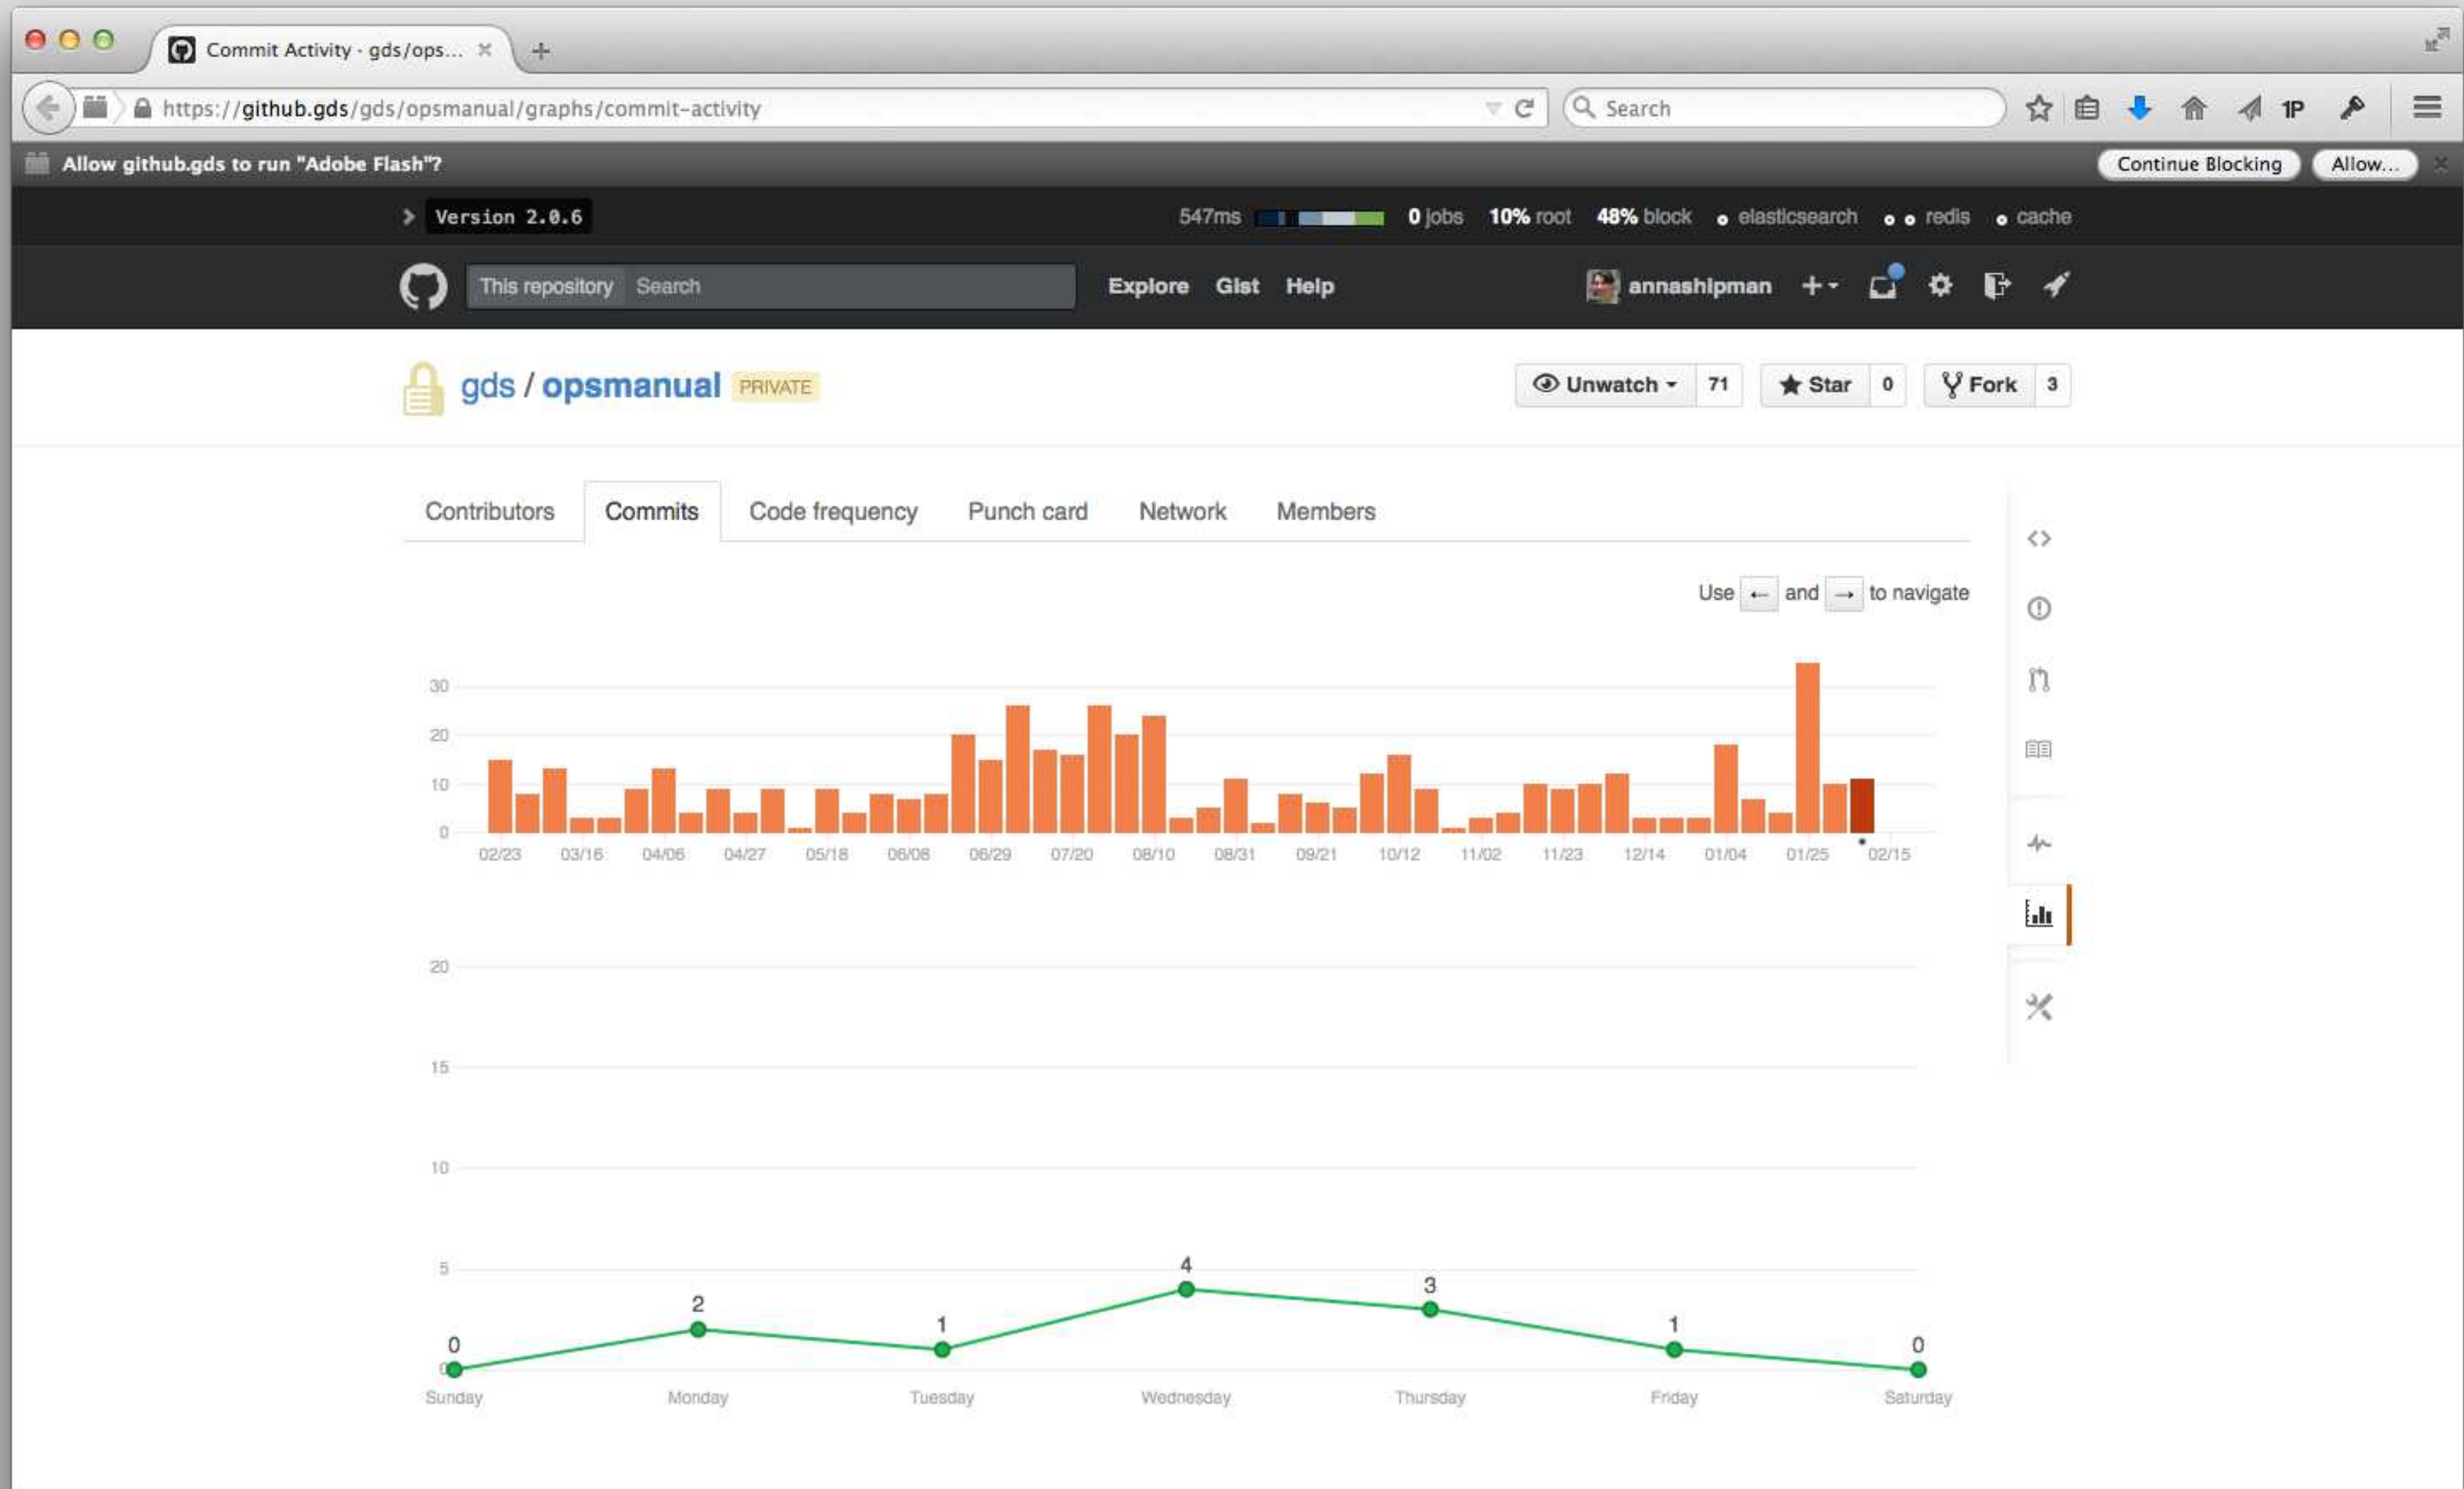 Commit Activity · gds/ops...
https://github.gds/gds/opsmanual/graphs/commit-activity
Search
1P
Allow github.gds to run "Adobe Flash"?
Continue Blocking
Allow...
Version 2.0.6
547ms
0 jobs 10% root 48% block elasticsearch redis cache
This repository Search
Explore Gist Help
annashipman
gds / opsmanual PRIVATE
Unwatch 71
Star 0
Fork 3
Contributors Commits Code frequency Punch card Network Members
Use ← and → to navigate
30
20
10
0
02/23 03/16 04/06 04/27 05/18 06/08 06/29 07/20 08/10 08/31 09/21 10/12 11/02 11/23 12/14 01/04 01/25 02/15
20
15
10
5
0
0 2 1 4 3 1 0
Sunday Monday Tuesday Wednesday Thursday Friday Saturday